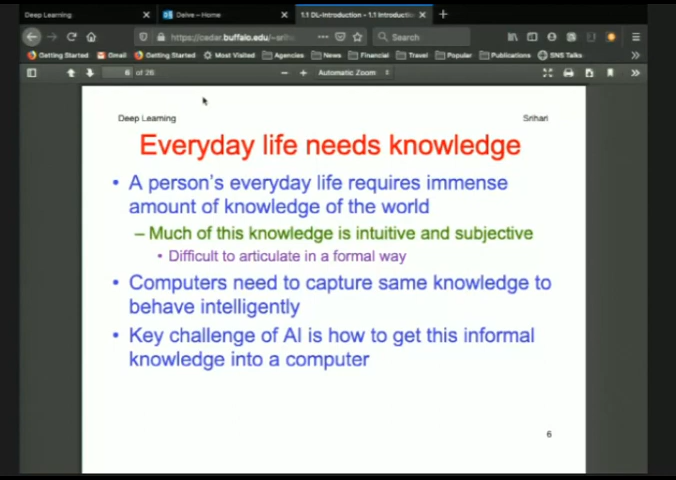 Deep Learning
Delve - Home
1.1 DL-Introduction - 1.1 Introductio
https://cedar.buffalo.edu/~srih
Search
Getting Started Gmail Getting Started Most Visited Agencies News Financial Travel Popular Publications SNS Talks
6 of 26
Automatic Zoom
Deep Learning
Srihari
Everyday life needs knowledge
• A person's everyday life requires immense
amount of knowledge of the world
– Much of this knowledge is intuitive and subjective
• Difficult to articulate in a formal way
• Computers need to capture same knowledge to
behave intelligently
• Key challenge of AI is how to get this informal
knowledge into a computer
6